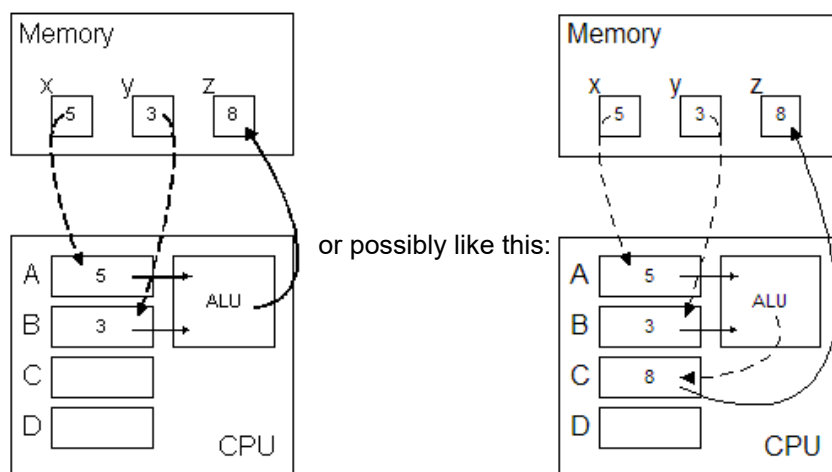 Memory
x y z
5 3 8
A 5
B 3
ALU
C
D
CPU
or possibly like this:
Memory
x y z
5 3 8
A 5
B 3
ALU
C 8
D
CPU